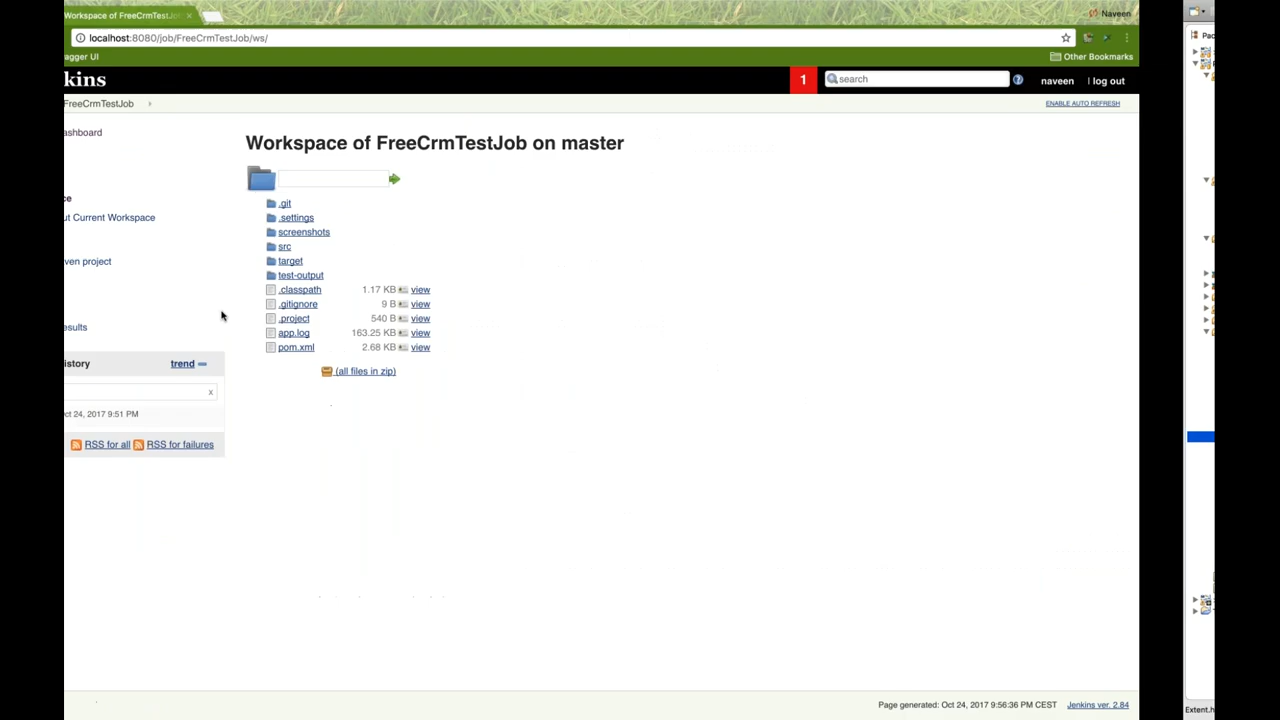 Workspace of FreeCrmTestJo
Naveen
localhost:8080/job/FreeCrmTestJob/ws/
agger UI
Other Bookmarks
kins
1
search
naveen
| log out
FreeCrmTestJob
ENABLE AUTO REFRESH
ashboard
Workspace of FreeCrmTestJob on master
ce
ut Current Workspace
ven project
esults
.git
.settings
screenshots
src
target
test-output
.classpath 1.17 KB view
.gitignore 9 B view
.project 540 B view
app.log 163.25 KB view
pom.xml 2.68 KB view
(all files in zip)
istory
trend
x
ct 24, 2017 9:51 PM
RSS for all
RSS for failures
Page generated: Oct 24, 2017 9:56:36 PM CEST
Jenkins ver. 2.84
Pac
Extent.h